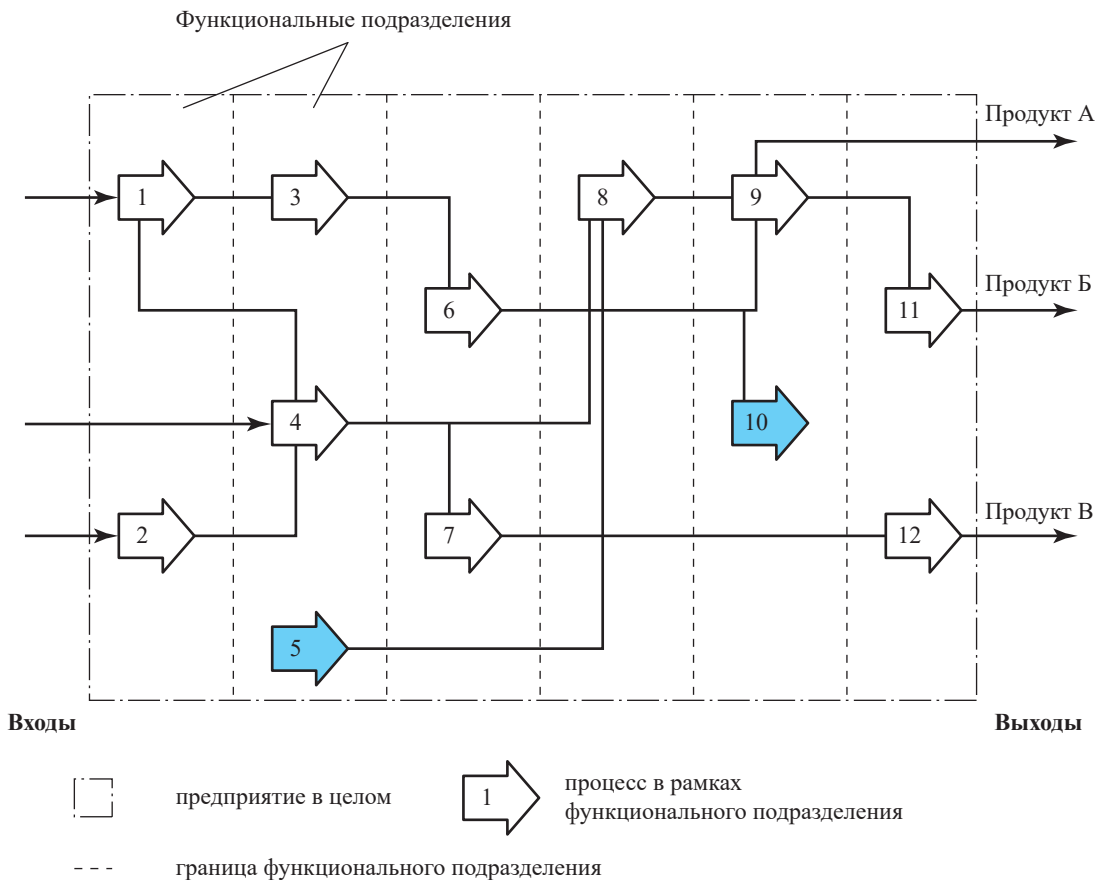 Функциональные подразделения
Продукт А
1
3
8
9
Продукт Б
6
11
4
10
Продукт В
2
7
12
5
Входы
Выходы
предприятие в целом
1
процесс в рамках
функционального подразделения
граница функционального подразделения